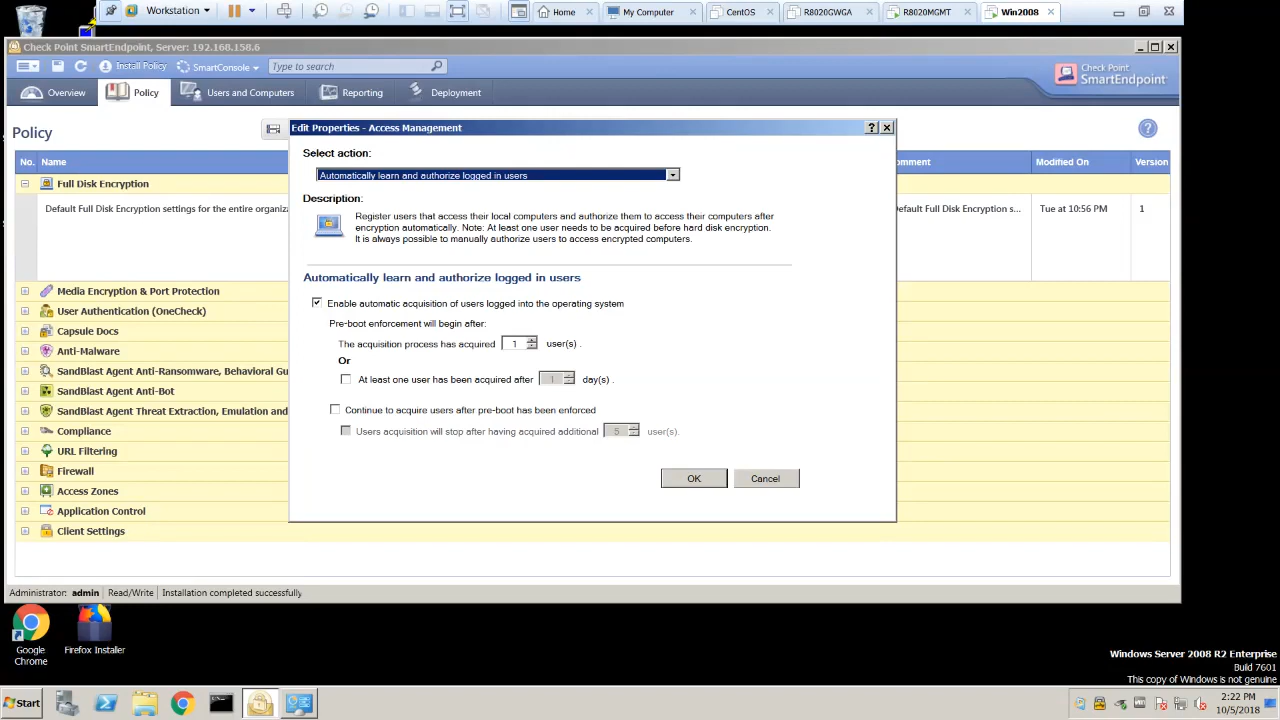 Workstation
Home
My Computer
CentOS
R8020GWGA
R8020MGMT
Win2008
Check Point SmartEndpoint, Server: 192.168.158.6
Install Policy
SmartConsole
Type to search
Check Point
SmartEndpoint
Overview
Policy
Users and Computers
Reporting
Deployment
Policy
No.
Name
omment
Modified On
Version
Full Disk Encryption
Default Full Disk Encryption settings for the entire organiza
efault Full Disk Encryption s...
Tue at 10:56 PM
1
Media Encryption & Port Protection
User Authentication (OneCheck)
Capsule Docs
Anti-Malware
SandBlast Agent Anti-Ransomware, Behavioral Gu
SandBlast Agent Anti-Bot
SandBlast Agent Threat Extraction, Emulation and
Compliance
URL Filtering
Firewall
Access Zones
Application Control
Client Settings
Edit Properties - Access Management
Select action:
Automatically learn and authorize logged in users
Description:
Register users that access their local computers and authorize them to access their computers after
encryption automatically. Note: At least one user needs to be acquired before hard disk encryption.
It is always possible to manually authorize users to access encrypted computers.
Automatically learn and authorize logged in users
Enable automatic acquisition of users logged into the operating system
Pre-boot enforcement will begin after:
The acquisition process has acquired 1 user(s) .
Or
At least one user has been acquired after 1 day(s) .
Continue to acquire users after pre-boot has been enforced
Users acquisition will stop after having acquired additional 5 user(s).
OK
Cancel
Administrator: admin
Read/Write
Installation completed successfully
Google
Chrome
Firefox Installer
Windows Server 2008 R2 Enterprise
Build 7601
This copy of Windows is not genuine
Start
2:22 PM
10/5/2018